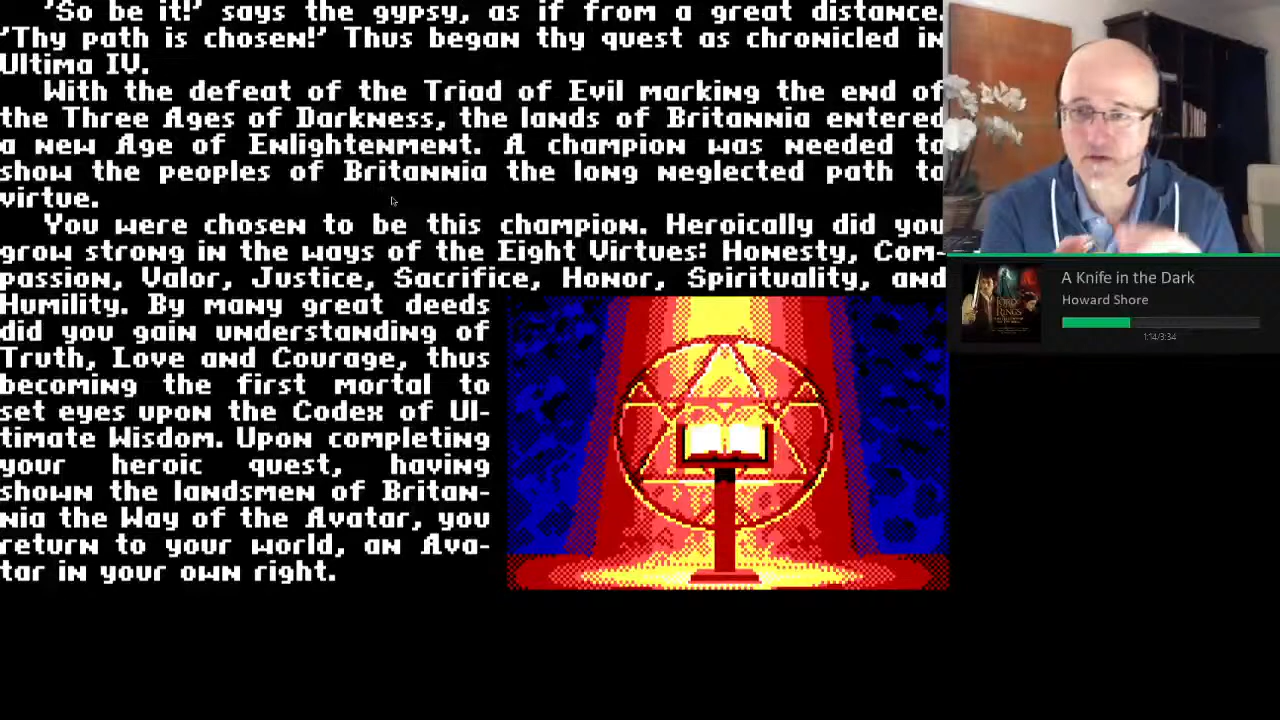 'So be it!' says the gypsy, as if from a great distance.
'Thy path is chosen!' Thus began thy quest as chronicled in
Ultima IV.
With the defeat of the Triad of Evil marking the end of
the Three Ages of Darkness, the lands of Britannia entered
a new Age of Enlightenment. A champion was needed to
show the peoples of Britannia the long neglected path to
virtue.
You were chosen to be this champion. Heroically did you
grow strong in the ways of the Eight Virtues: Honesty, Com-
passion, Valor, Justice, Sacrifice, Honor, Spirituality, and
Humility. By many great deeds
did you gain understanding of
Truth, Love and Courage, thus
becoming the first mortal to
set eyes upon the Codex of Ul-
timate Wisdom. Upon completing
your heroic quest, having
shown the landsmen of Britan-
nia the Way of the Avatar, you
return to your world, an Ava-
tar in your own right.
A Knife in the Dark
Howard Shore
1:14/3:34